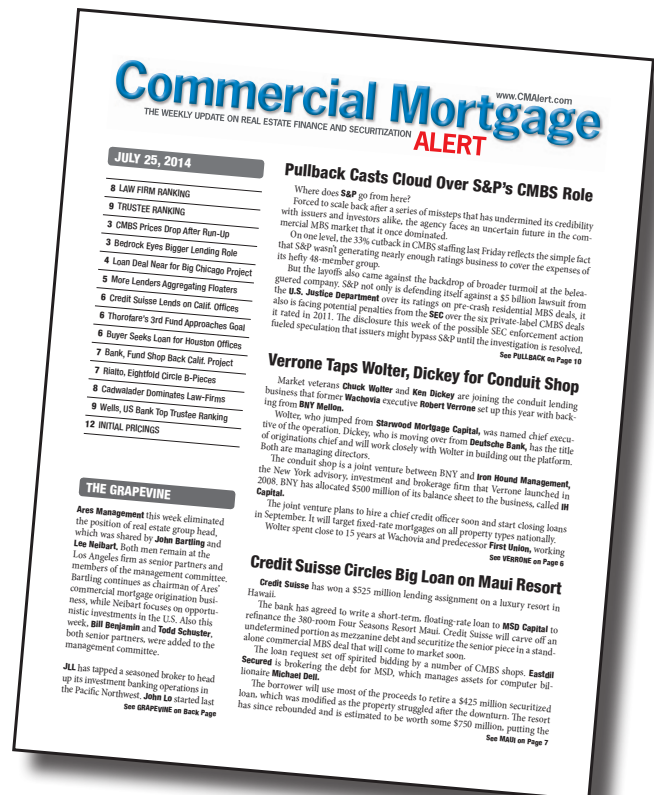 www.CMAlert.com
Commercial Mortgage
THE WEEKLY UPDATE ON REAL ESTATE FINANCE AND SECURITIZATION
ALERT
JULY 25, 2014
8 LAW FIRM RANKING
9 TRUSTEE RANKING
3 CMBS Prices Drop After Run-Up
3 Bedrock Eyes Bigger Lending Role
4 Loan Deal Near for Big Chicago Project
5 More Lenders Aggregating Floaters
6 Credit Suisse Lends on Calif. Offices
6 Thorofare's 3rd Fund Approaches Goal
6 Buyer Seeks Loan for Houston Offices
7 Bank, Fund Shop Back Calif. Project
7 Rialto, Eightfold Circle B-Pieces
8 Cadwalader Dominates Law-Firms
9 Wells, US Bank Top Trustee Ranking
12 INITIAL PRICINGS
THE GRAPEVINE
Ares Management this week eliminated
the position of real estate group head,
which was shared by John Bartling and
Lee Neibart. Both men remain at the
Los Angeles firm as senior partners and
members of the management committee.
Bartling continues as chairman of Ares'
commercial mortgage origination busi-
ness, while Neibart focuses on opportu-
nistic investments in the U.S. Also this
week, Bill Benjamin and Todd Schuster,
both senior partners, were added to the
management committee.
JLL has tapped a seasoned broker to head
up its investment banking operations in
the Pacific Northwest. John Lo started last
See GRAPEVINE on Back Page
Pullback Casts Cloud Over S&P's CMBS Role
Where does S&P go from here?
Forced to scale back after a series of missteps that has undermined its credibility
with issuers and investors alike, the agency faces an uncertain future in the com-
mercial MBS market that it once dominated.
On one level, the 33% cutback in CMBS staffing last Friday reflects the simple fact
that S&P wasn't generating nearly enough ratings business to cover the expenses of
its hefty 48-member group.
But the layoffs also came against the backdrop of broader turmoil at the belea-
guered company. S&P not only is defending itself against a $5 billion lawsuit from
the U.S. Justice Department over its ratings on pre-crash residential MBS deals, it
also is facing potential penalties from the SEC over the six private-label CMBS deals
it rated in 2011. The disclosure this week of the possible SEC enforcement action
fueled speculation that issuers might bypass S&P until the investigation is resolved,
See PULLBACK on Page 10
Verrone Taps Wolter, Dickey for Conduit Shop
Market veterans Chuck Wolter and Ken Dickey are joining the conduit lending
business that former Wachovia executive Robert Verrone set up this year with back-
ing from BNY Mellon.
Wolter, who jumped from Starwood Mortgage Capital, was named chief execu-
tive of the operation. Dickey, who is moving over from Deutsche Bank, has the title
of originations chief and will work closely with Wolter in building out the platform.
Both are managing directors.
The conduit shop is a joint venture between BNY and Iron Hound Management,
the New York advisory, investment and brokerage firm that Verrone launched in
2008. BNY has allocated $500 million of its balance sheet to the business, called IH
Capital.
The joint venture plans to hire a chief credit officer soon and start closing loans
in September. It will target fixed-rate mortgages on all property types nationally.
Wolter spent close to 15 years at Wachovia and predecessor First Union, working
See VERRONE on Page 6
Credit Suisse Circles Big Loan on Maui Resort
Credit Suisse has won a $525 million lending assignment on a luxury resort in
Hawaii.
The bank has agreed to write a short-term, floating-rate loan to MSD Capital to
refinance the 380-room Four Seasons Resort Maui. Credit Suisse will carve off an
undetermined portion as mezzanine debt and securitize the senior piece in a stand-
alone commercial MBS deal that will come to market soon.
The loan request set off spirited bidding by a number of CMBS shops. Eastdil
Secured is brokering the debt for MSD, which manages assets for computer bil-
lionaire Michael Dell.
The borrower will use most of the proceeds to retire a $425 million securitized
loan, which was modified as the property struggled after the downturn. The resort
has since rebounded and is estimated to be worth some $750 million, putting the
See MAUI on Page 7